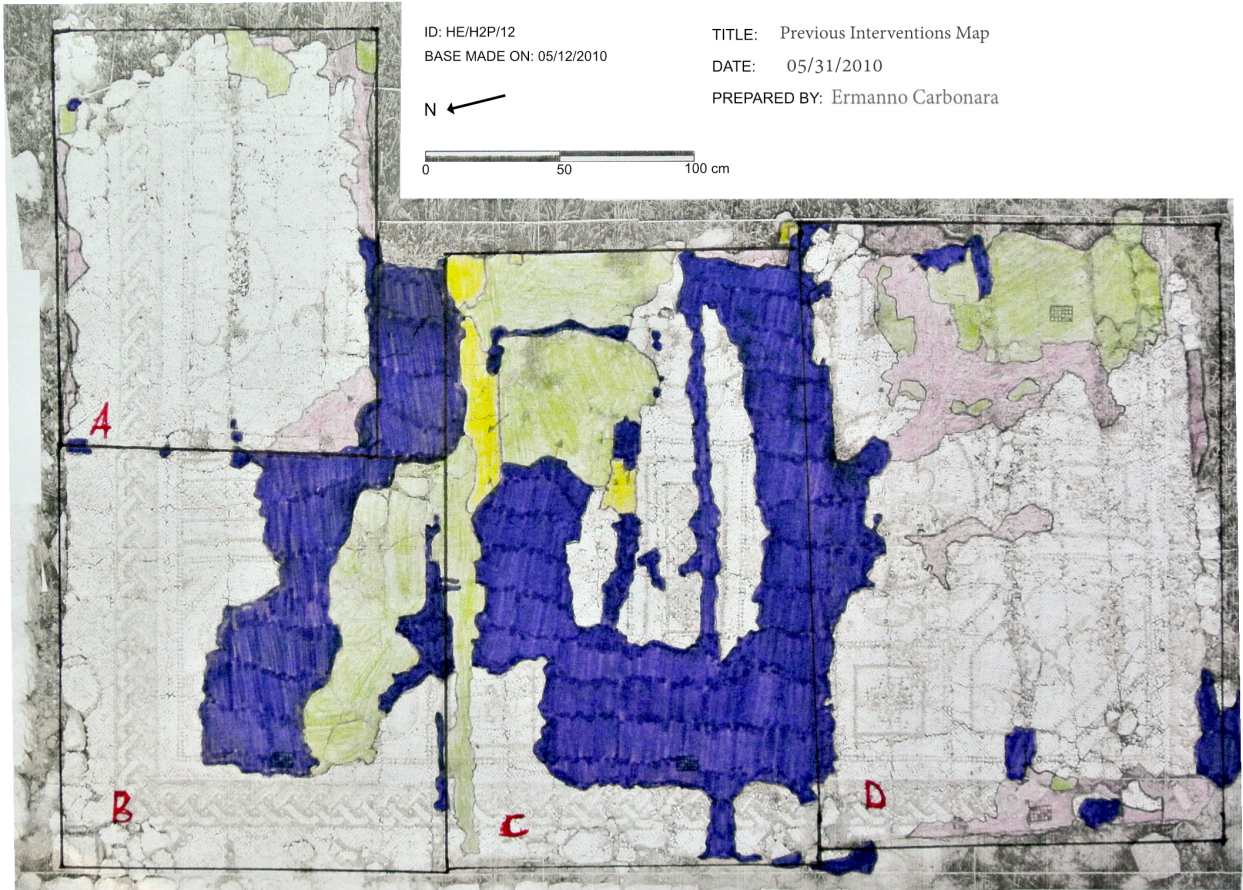 ID: HE/H2P/12
BASE MADE ON: 05/12/2010
N
0 50 100 cm
TITLE: Previous Interventions Map
DATE: 05/31/2010
PREPARED BY: Ermanno Carbonara
A
B
C
D